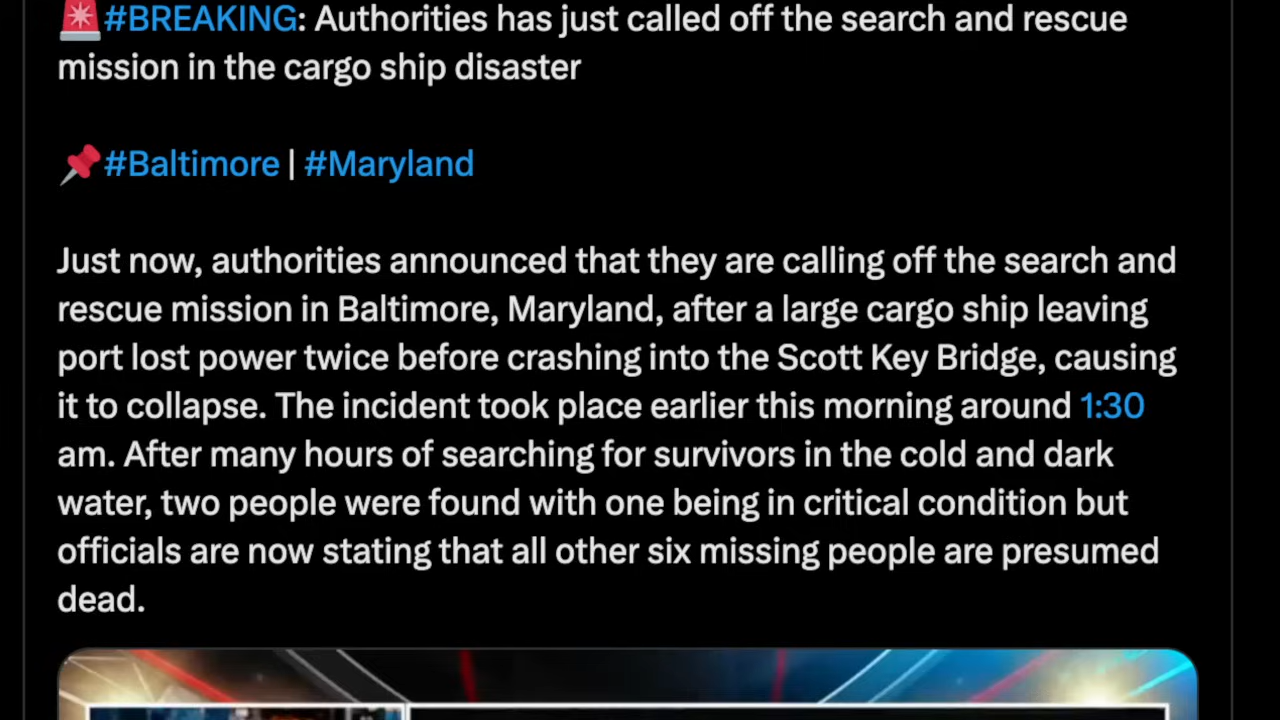 🚨#BREAKING: Authorities has just called off the search and rescue
mission in the cargo ship disaster
📌#Baltimore | #Maryland
Just now, authorities announced that they are calling off the search and
rescue mission in Baltimore, Maryland, after a large cargo ship leaving
port lost power twice before crashing into the Scott Key Bridge, causing
it to collapse. The incident took place earlier this morning around 1:30
am. After many hours of searching for survivors in the cold and dark
water, two people were found with one being in critical condition but
officials are now stating that all other six missing people are presumed
dead.